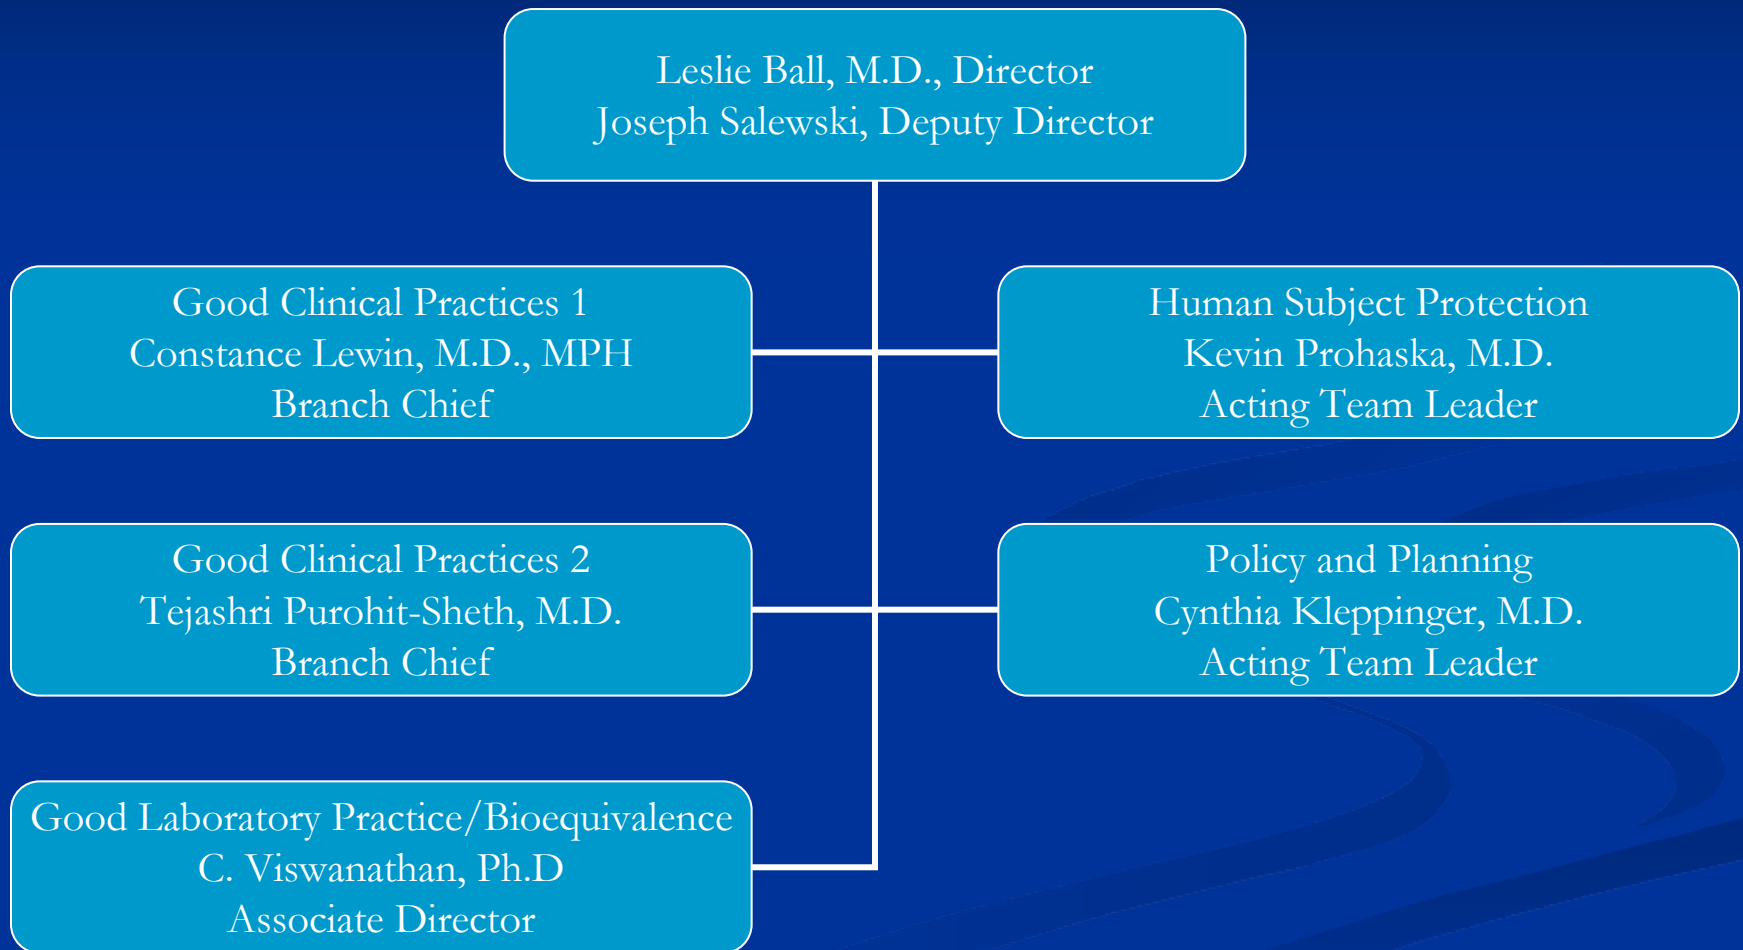 Leslie Ball, M.D., Director
Joseph Salewski, Deputy Director
Good Clinical Practices 1
Constance Lewin, M.D., MPH
Branch Chief
Human Subject Protection
Kevin Prohaska, M.D.
Acting Team Leader
Good Clinical Practices 2
Tejashri Purohit-Sheth, M.D.
Branch Chief
Policy and Planning
Cynthia Kleppinger, M.D.
Acting Team Leader
Good Laboratory Practice/Bioequivalence
C. Viswanathan, Ph.D
Associate Director